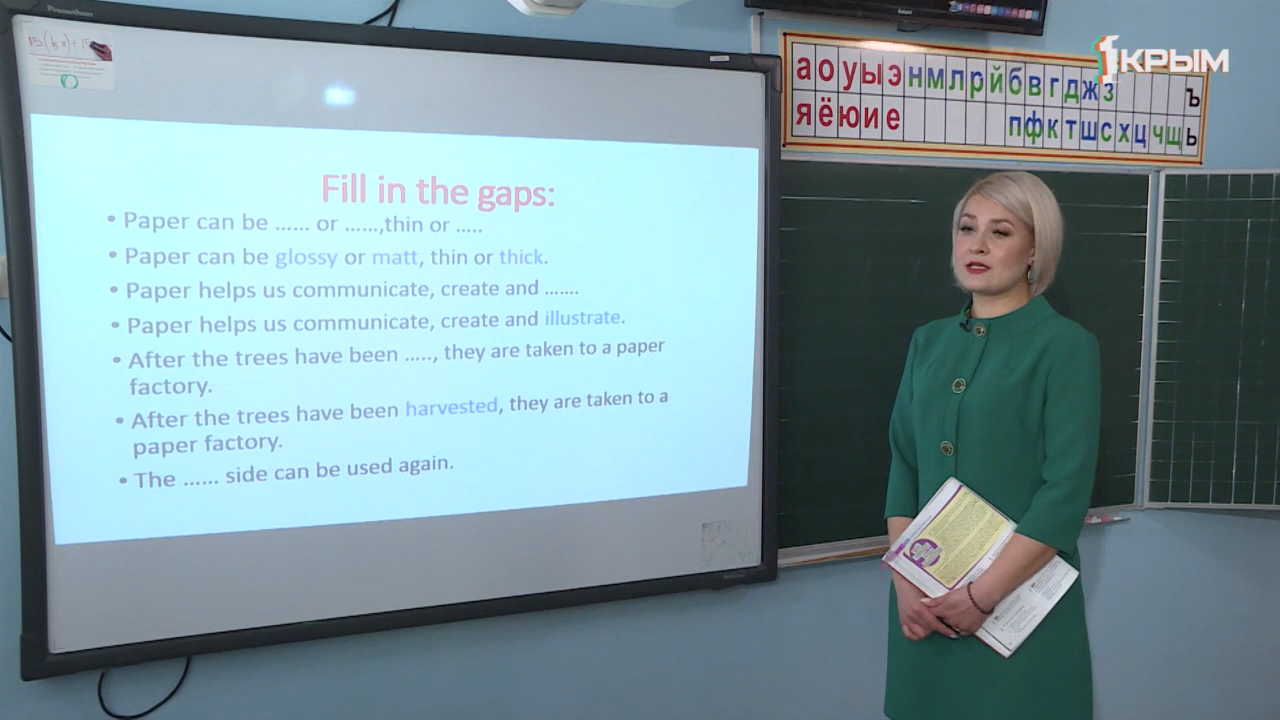 Promethean
15(
1КРЫМ
а о у ы э н м л р й б в г д ж з ъ
я ё ю и е п ф к т ш с х ц ч щ ь
Fill in the gaps:
• Paper can be ...... or ......,thin or .....
• Paper can be glossy or matt, thin or thick.
• Paper helps us communicate, create and .......
• Paper helps us communicate, create and illustrate.
• After the trees have been ....., they are taken to a paper
factory.
• After the trees have been harvested, they are taken to a
paper factory.
• The ...... side can be used again.